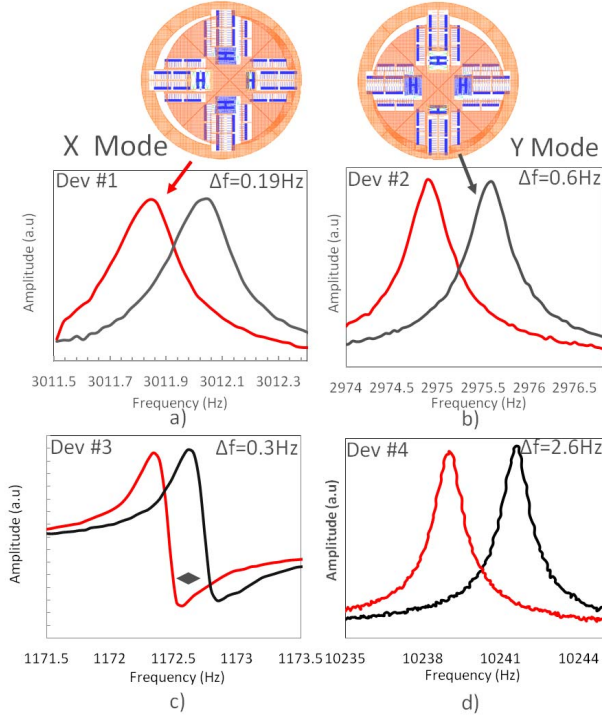 X Mode
Y Mode
Dev #1
Δf=0.19Hz
Amplitude (a.u)
3011.5 3011.7 3011.9 3012.1 3012.3
Frequency (Hz)
a)
Dev #2
Δf=0.6Hz
Amplitude (a.u)
2974 2974.5 2975 2975.5 2976 2976.5
Frequency (Hz)
b)
Dev #3
Δf=0.3Hz
Amplitude (a.u)
1171.5 1172 1172.5 1173 1173.5
Frequency (Hz)
c)
Dev #4
Δf=2.6Hz
Amplitude (a.u)
10235 10238 10241 10244
Frequency (Hz)
d)